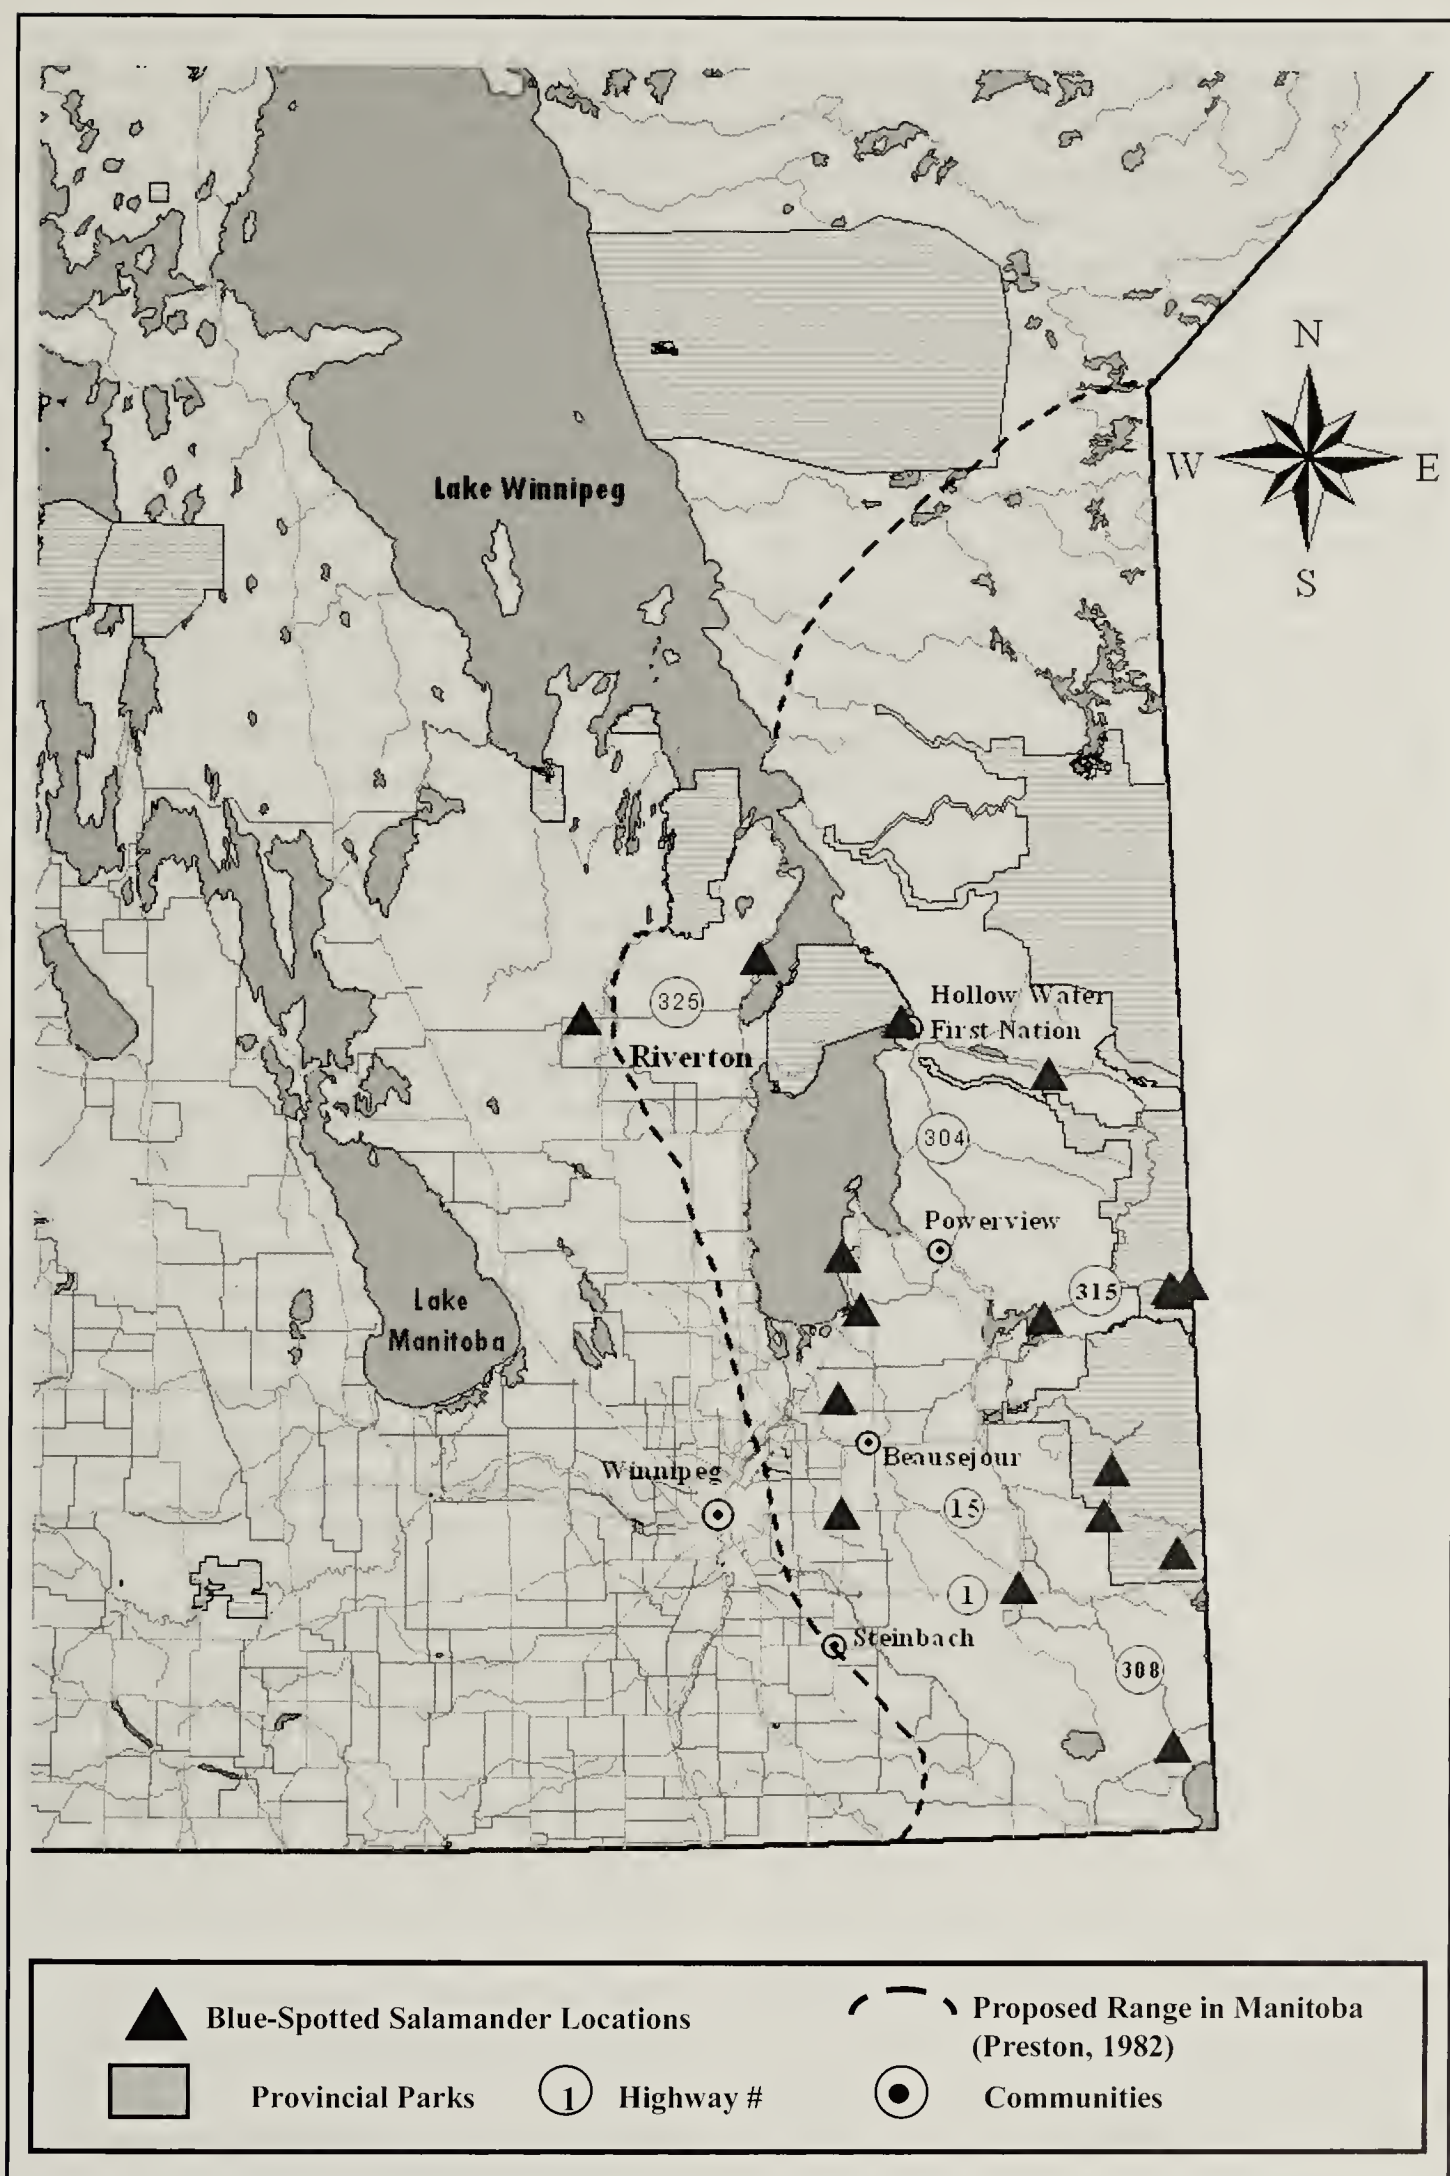 N
W
E
S
Lake Winnipeg
Hollow Water
First Nation
325
Riverton
304
Powerview
315
Lake
Manitoba
Beausejour
Winnipeg
15
1
Steinbach
308
Blue-Spotted Salamander Locations
Proposed Range in Manitoba
(Preston, 1982)
Provincial Parks
1
Highway #
Communities